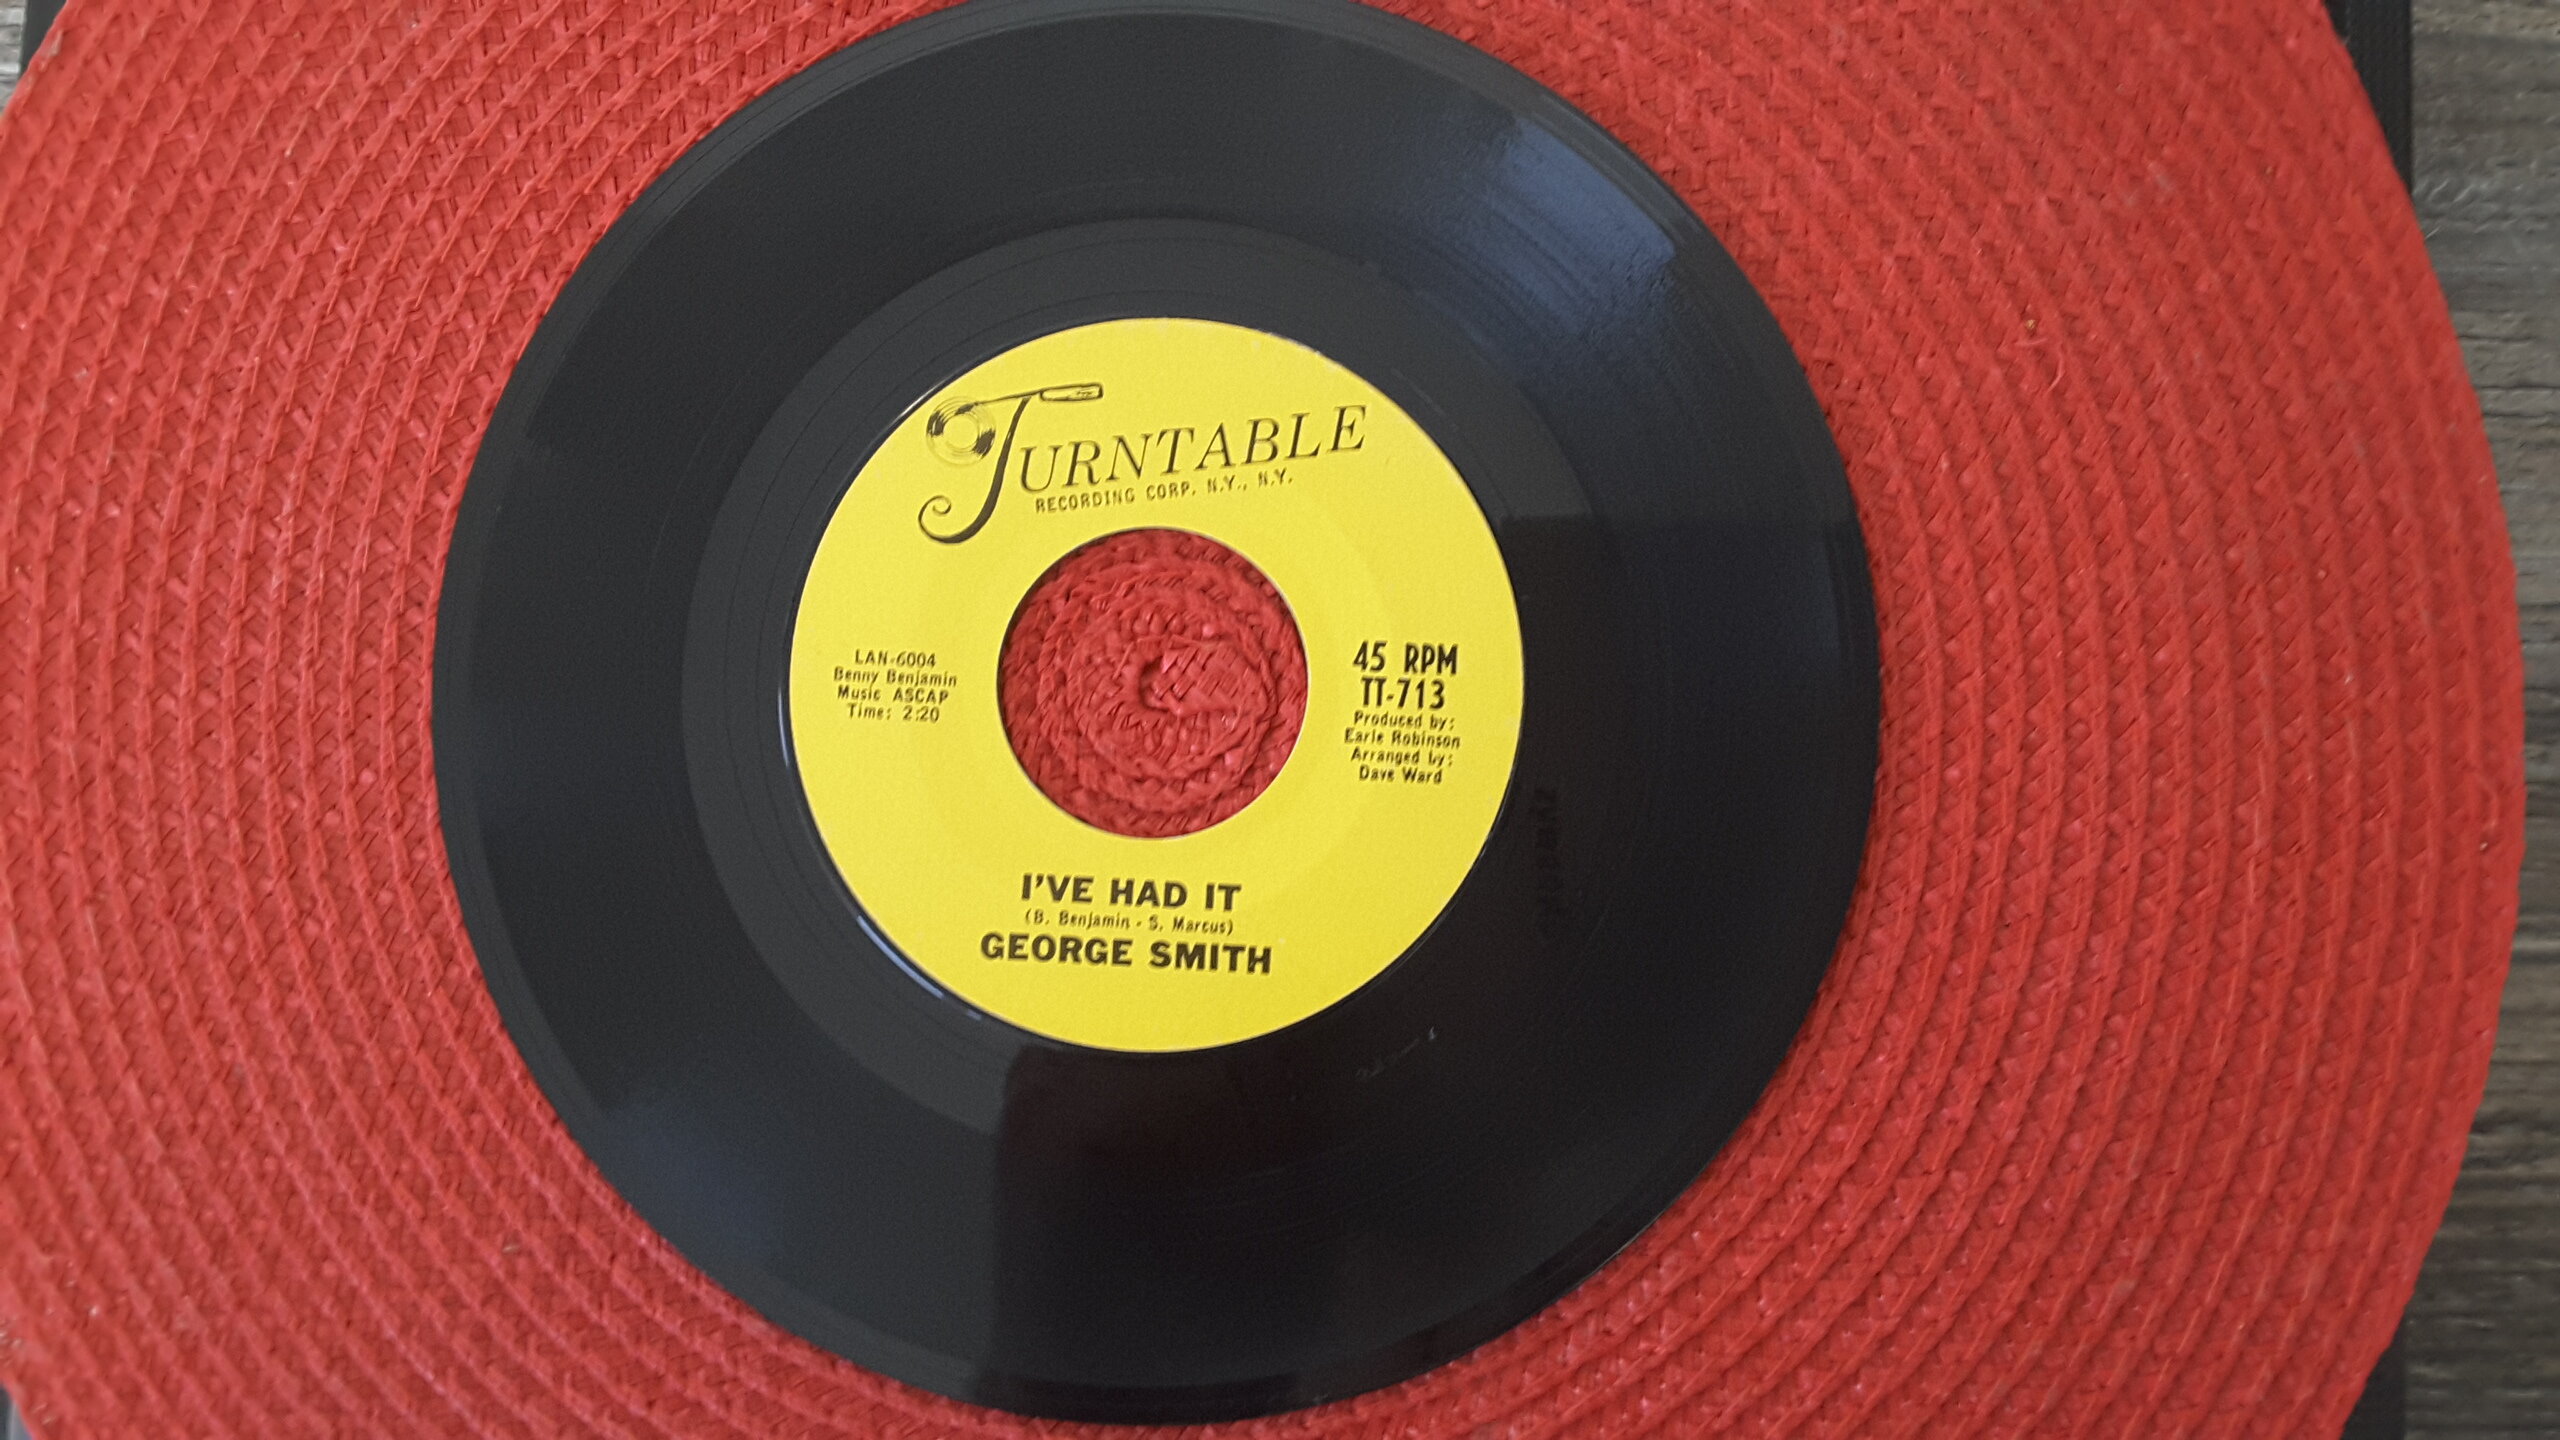 TURNTABLE
RECORDING CORP. N.Y., N.Y.
LAN-6004
Benny Benjamin
Music ASCAP
Time: 2:20
45 RPM
TT-713
Produced by:
Earle Robinson
Arranged by:
Dave Ward
I'VE HAD IT
(B. Benjamin - S. Marcus)
GEORGE SMITH